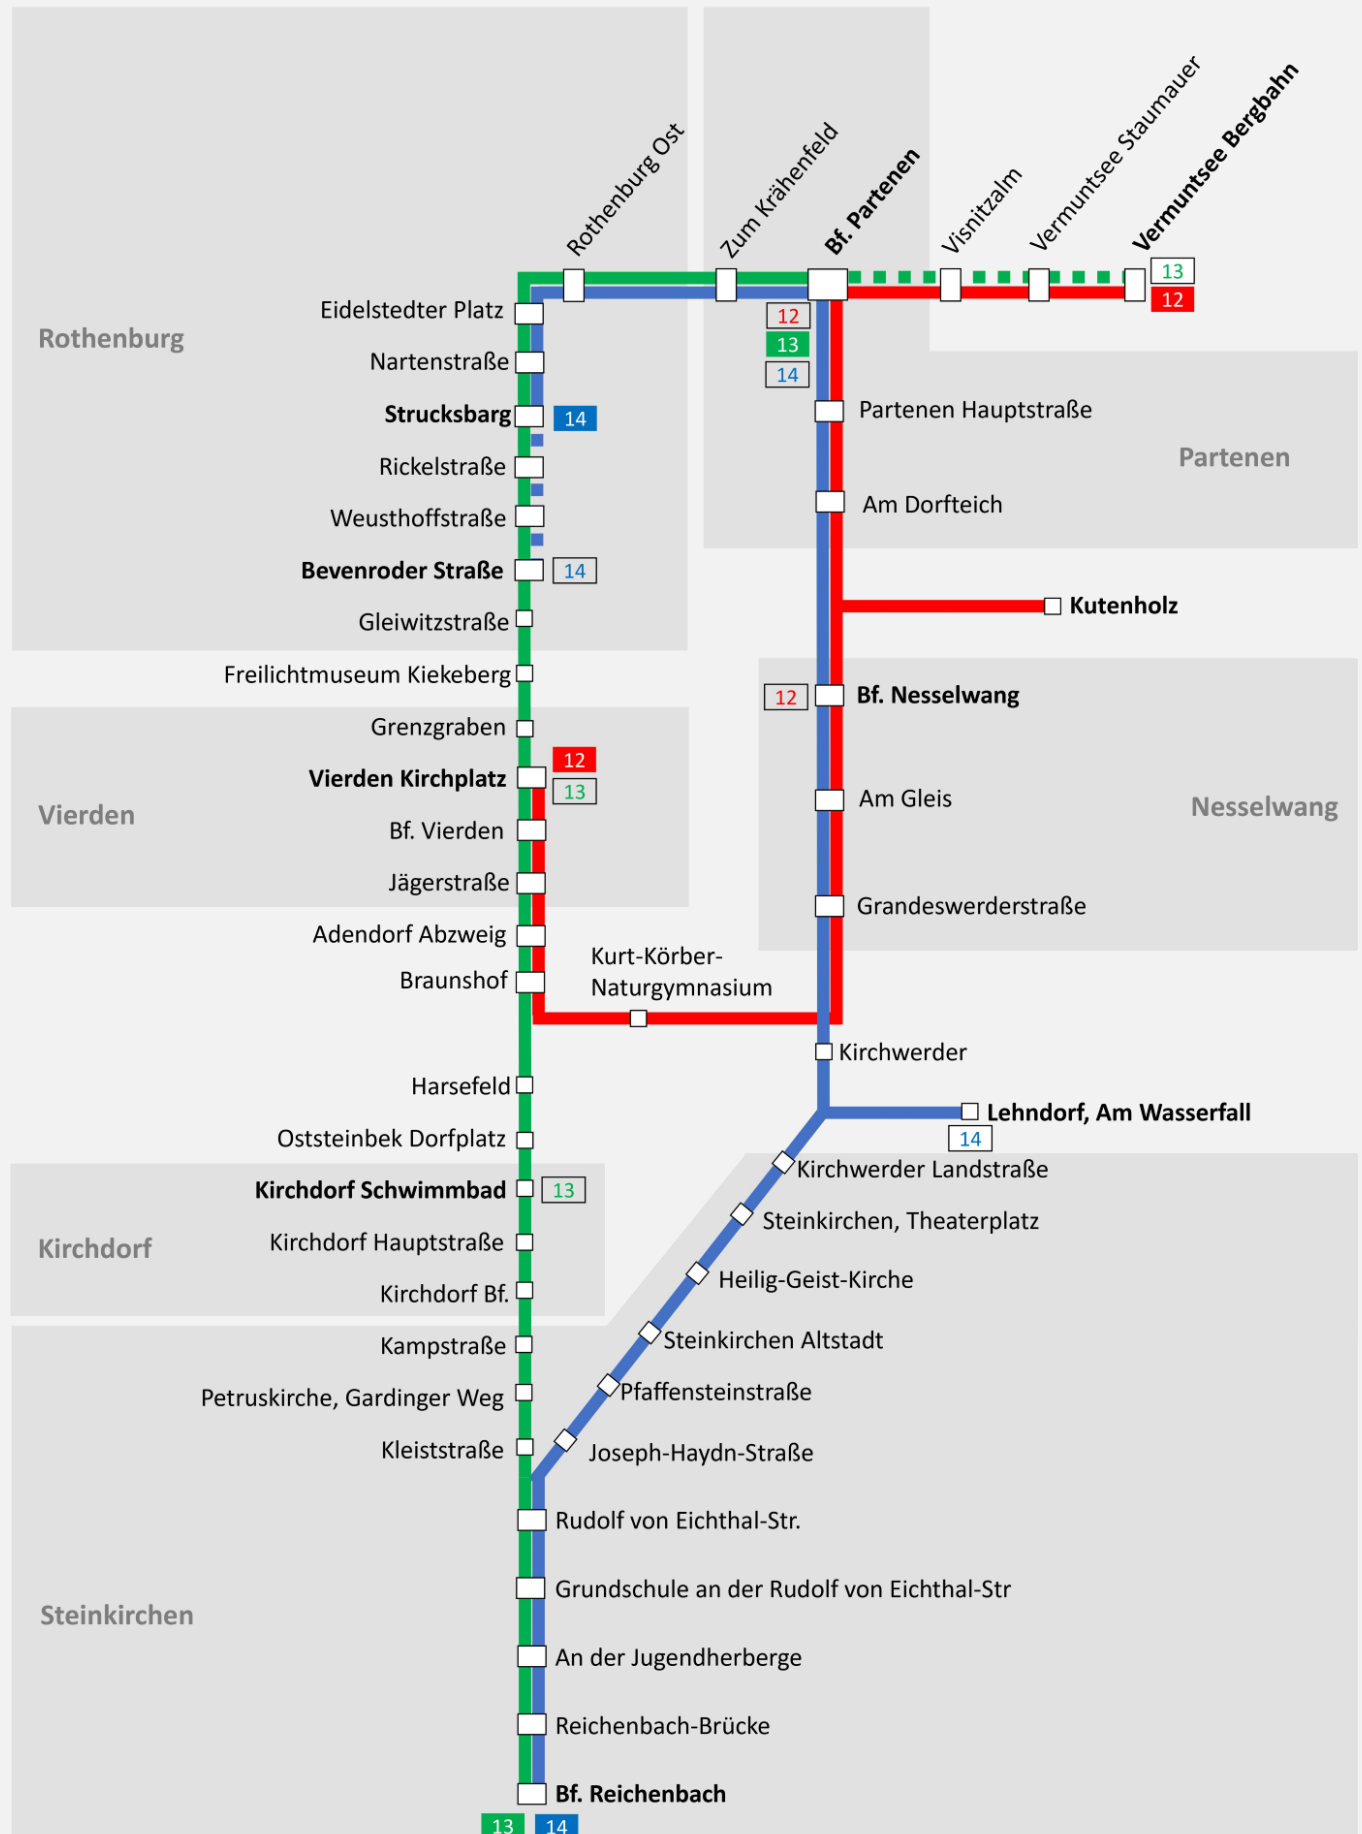 Rothenburg Ost
Zum Krähenfeld
Bf. Partenen
Visnitzalm
Vermuntsee Staumauer
Vermuntsee Bergbahn
13
12
12
13
14
Eidelstedter Platz
Rothenburg
Nartenstraße
Strucksbarg
14
Rickelstraße
Weusthoffstraße
Bevenroder Straße
14
Gleiwitzstraße
Freilichtmuseum Kiekeberg
Grenzgraben
Vierden Kirchplatz
12
13
Vierden
Bf. Vierden
Jägerstraße
Adendorf Abzweig
Braunshof
Kurt-Körber-
Naturgymnasium
Partenen Hauptstraße
Partenen
Am Dorfteich
Kutenholz
12
Bf. Nesselwang
Am Gleis
Nesselwang
Grandeswerderstraße
Kirchwerder
Lehndorf, Am Wasserfall
14
Harsefeld
Oststeinbek Dorfplatz
Kirchdorf Schwimmbad
13
Kirchdorf
Kirchdorf Hauptstraße
Kirchdorf Bf.
Kampstraße
Petruskirche, Gardinger Weg
Kleiststraße
Kirchwerder Landstraße
Steinkirchen, Theaterplatz
Heilig-Geist-Kirche
Steinkirchen Altstadt
Pfaffensteinstraße
Joseph-Haydn-Straße
Rudolf von Eichthal-Str.
Grundschule an der Rudolf von Eichthal-Str
Steinkirchen
An der Jugendherberge
Reichenbach-Brücke
Bf. Reichenbach
13
14